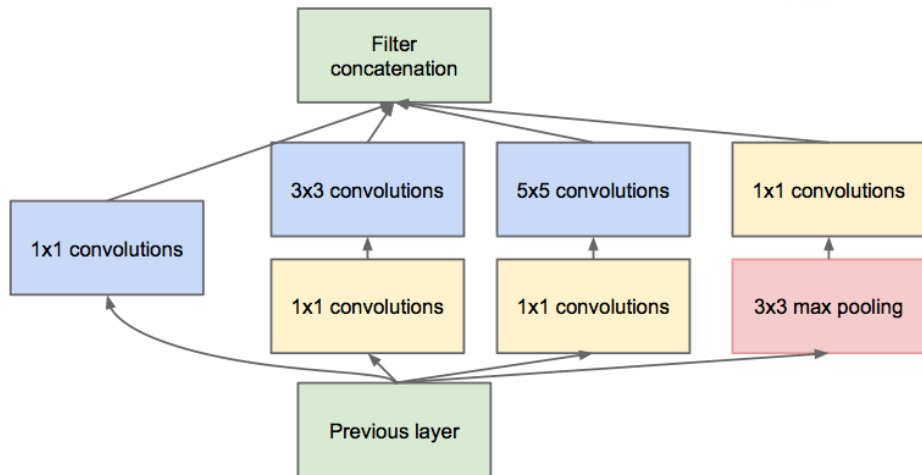 Filter
concatenation
3x3 convolutions
5x5 convolutions
1x1 convolutions
1x1 convolutions
1x1 convolutions
1x1 convolutions
3x3 max pooling
Previous layer